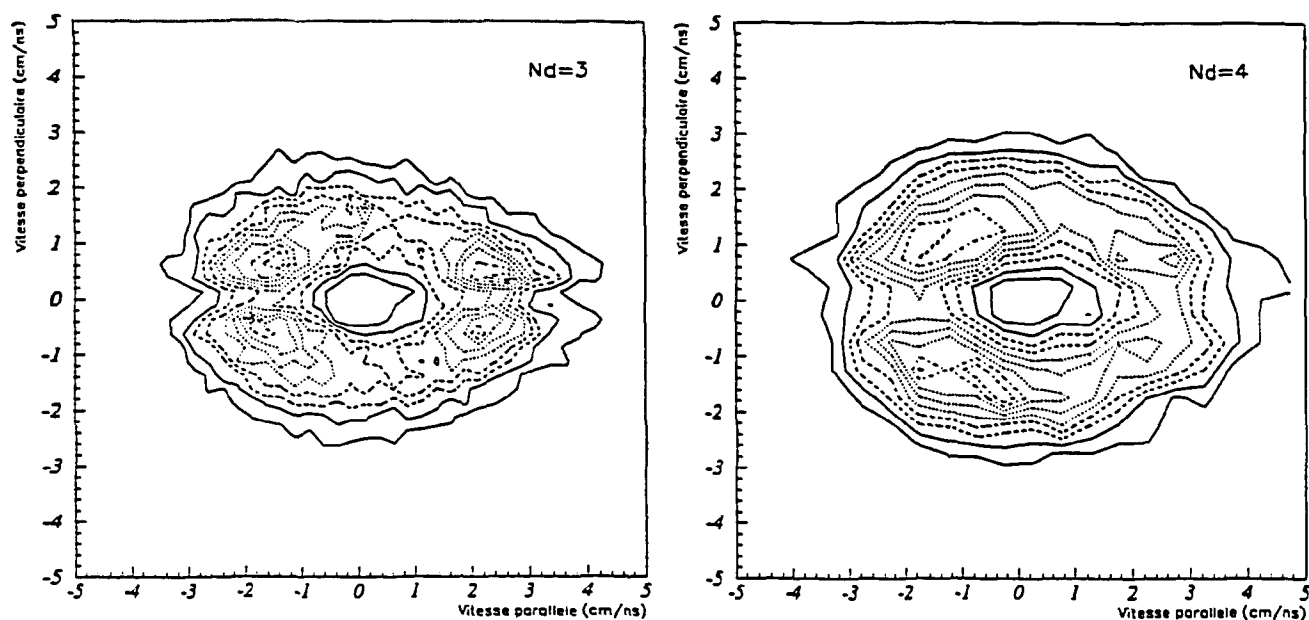 Vitesse perpendiculaire (cm/ns)
5
4
3
2
1
0
-1
-2
-3
-4
-5
Nd=3
-5 -4 -3 -2 -1 0 1 2 3 4 5
Vitesse parallele (cm/ns)
Vitesse perpendiculaire (cm/ns)
5
4
3
2
1
0
-1
-2
-3
-4
-5
Nd=4
-5 -4 -3 -2 -1 0 1 2 3 4 5
Vitesse parallèle (cm/ns)